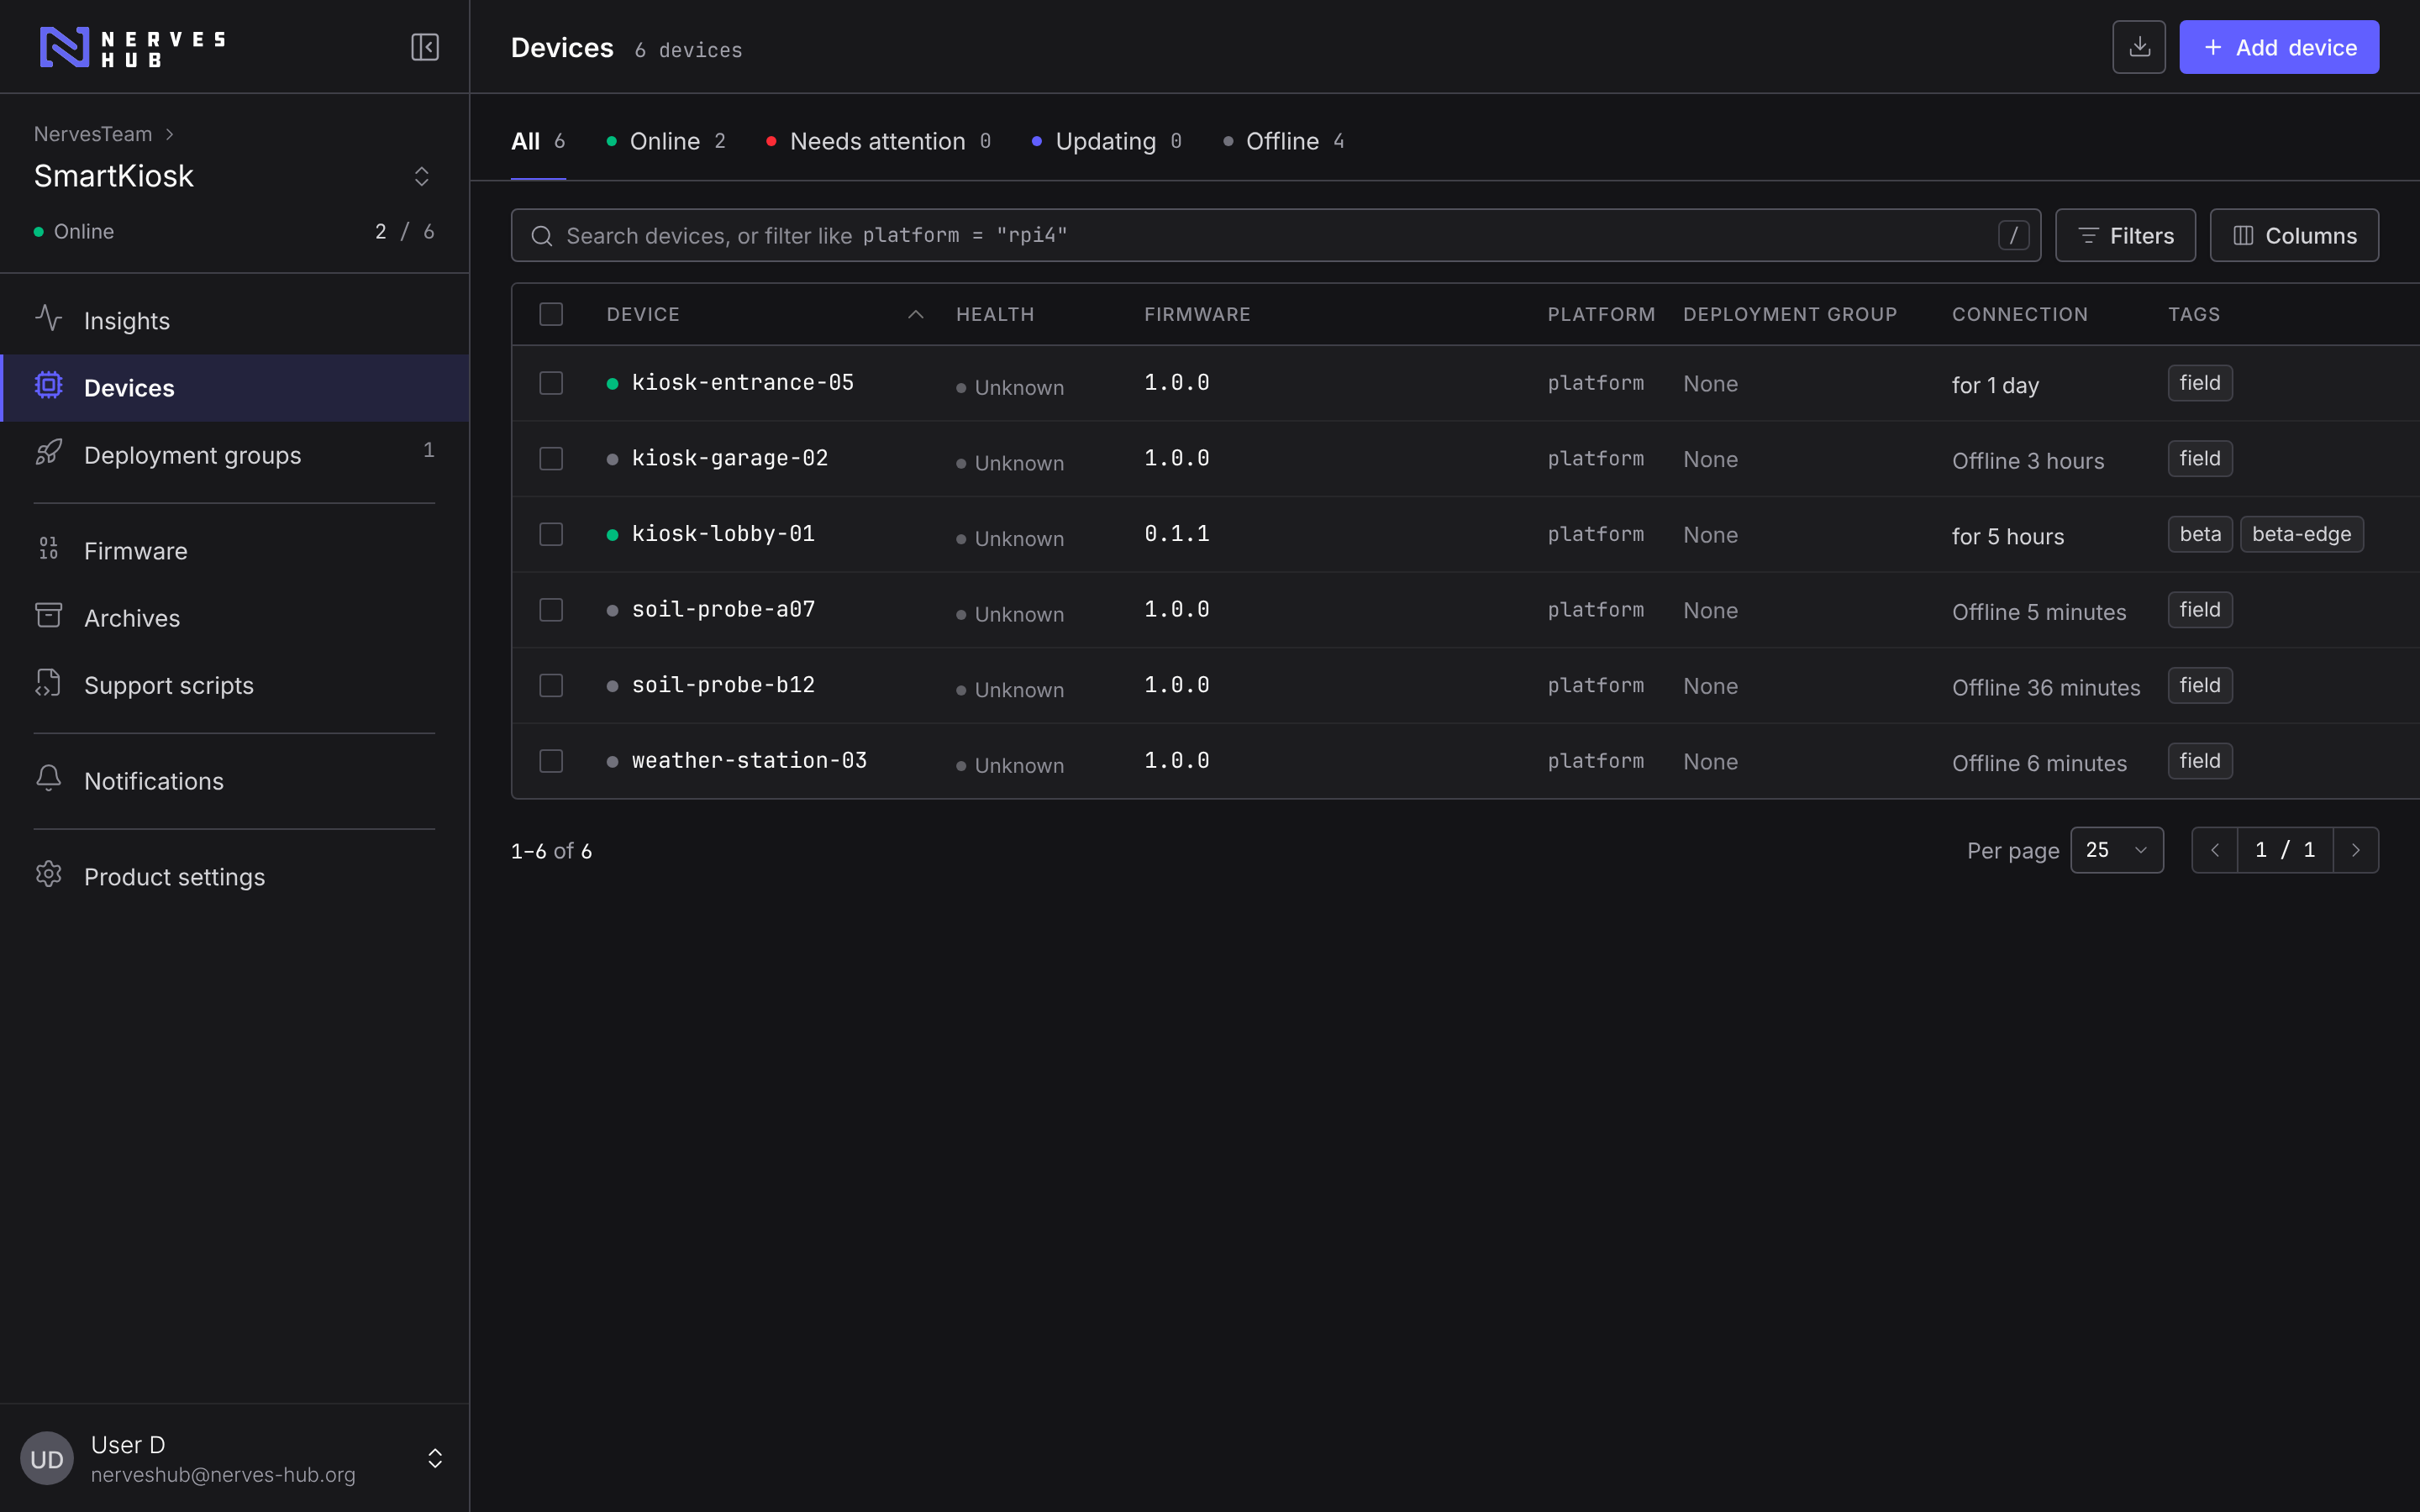 NERVES
HUB
NervesTeam
SmartKiosk
Online 2 / 6
Insights
Devices
Deployment groups 1
Firmware
Archives
Support scripts
Notifications
Product settings
UD
User D
nerveshub@nerves-hub.org
Devices 6 devices
+ Add device
All 6 Online 2 Needs attention 0 Updating 0 Offline 4
Search devices, or filter like platform = "rpi4" /
Filters
Columns
DEVICE HEALTH FIRMWARE PLATFORM DEPLOYMENT GROUP CONNECTION TAGS
kiosk-entrance-05 Unknown 1.0.0 platform None for 1 day field
kiosk-garage-02 Unknown 1.0.0 platform None Offline 3 hours field
kiosk-lobby-01 Unknown 0.1.1 platform None for 5 hours beta beta-edge
soil-probe-a07 Unknown 1.0.0 platform None Offline 5 minutes field
soil-probe-b12 Unknown 1.0.0 platform None Offline 36 minutes field
weather-station-03 Unknown 1.0.0 platform None Offline 6 minutes field
1–6 of 6
Per page 25
1 / 1